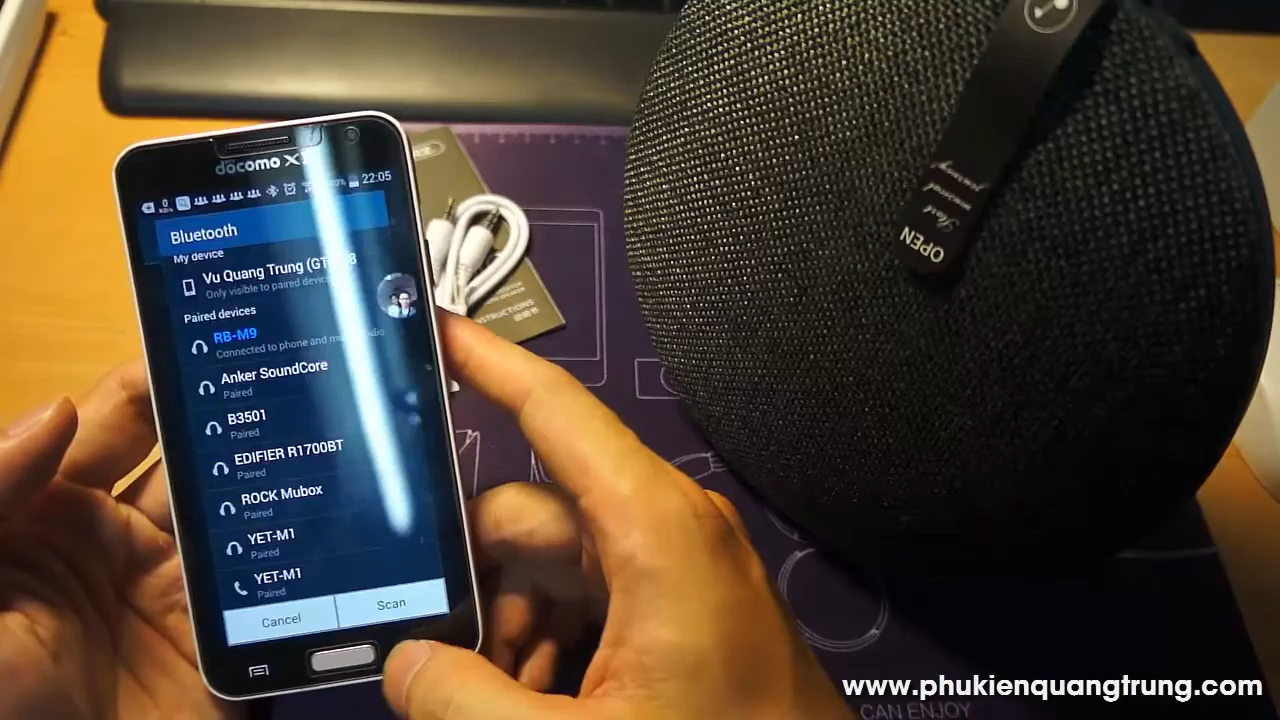 docomo
0
KB/s
22:05
Bluetooth
My device
Vu Quang Trung
Only visible to paired
Paired devices
RB-M9
Connected to phone and
Anker SoundCore
Paired
B3501
Paired
EDIFIER R1700BT
Paired
ROCK Mubox
Paired
YET-M1
Paired
YET-M1
Paired
Cancel
Scan
INSTRUCTIONS
OPEN
CAN ENJOY
www.phukienquangtrung.com